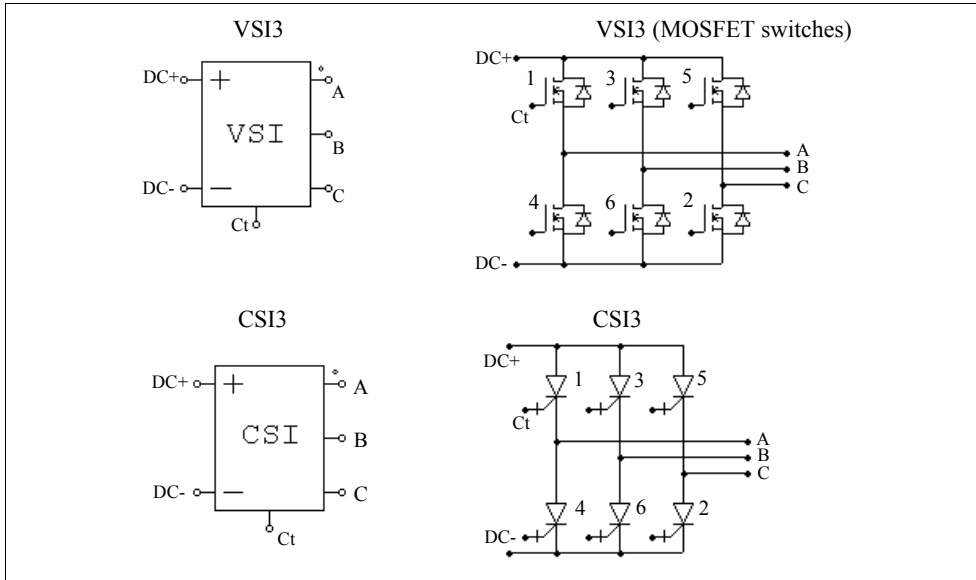 VSI3
VSI3 (MOSFET switches)
DC+
+
VSI
DC-
−
A
B
C
Ct
DC+
1
3
5
Ct
A
B
C
4
6
2
DC-
CSI3
CSI3
DC+
+
CSI
DC-
−
A
B
C
Ct
DC+
1
3
5
Ct
A
B
C
4
6
2
DC-